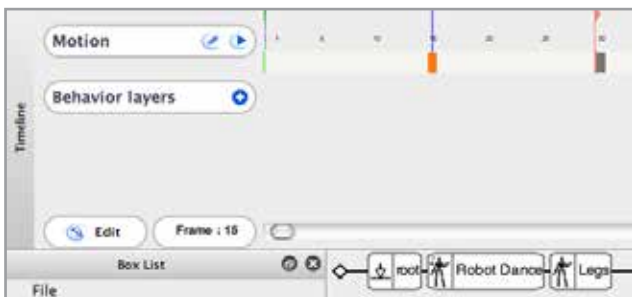 Motion
Behavior layers
Timeline
Edit
Frame : 15
Box List
File
root
Robot Dance
Legs